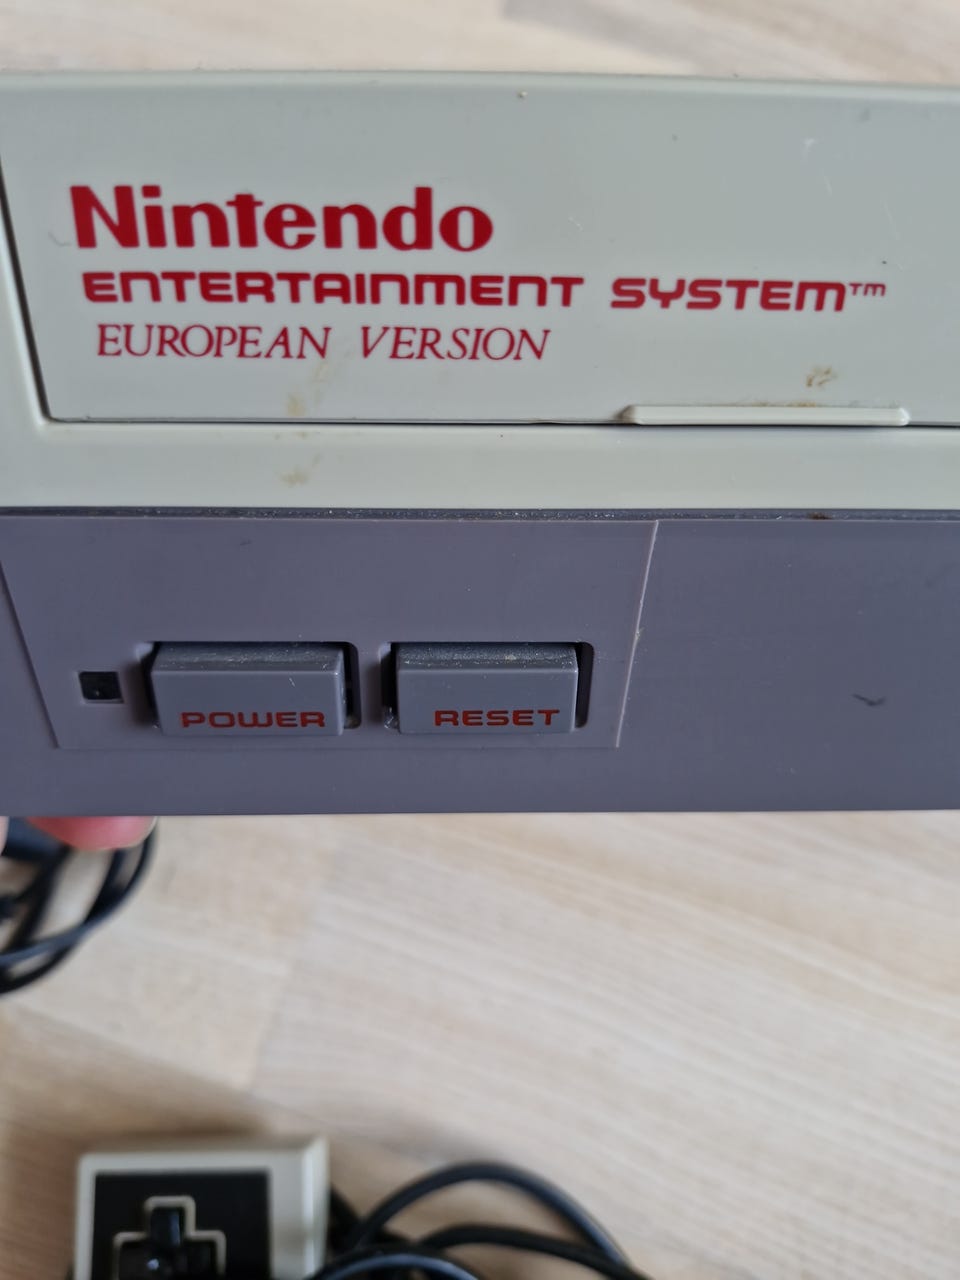 Nintendo
ENTERTAINMENT SYSTEM™
EUROPEAN VERSION
POWER RESET